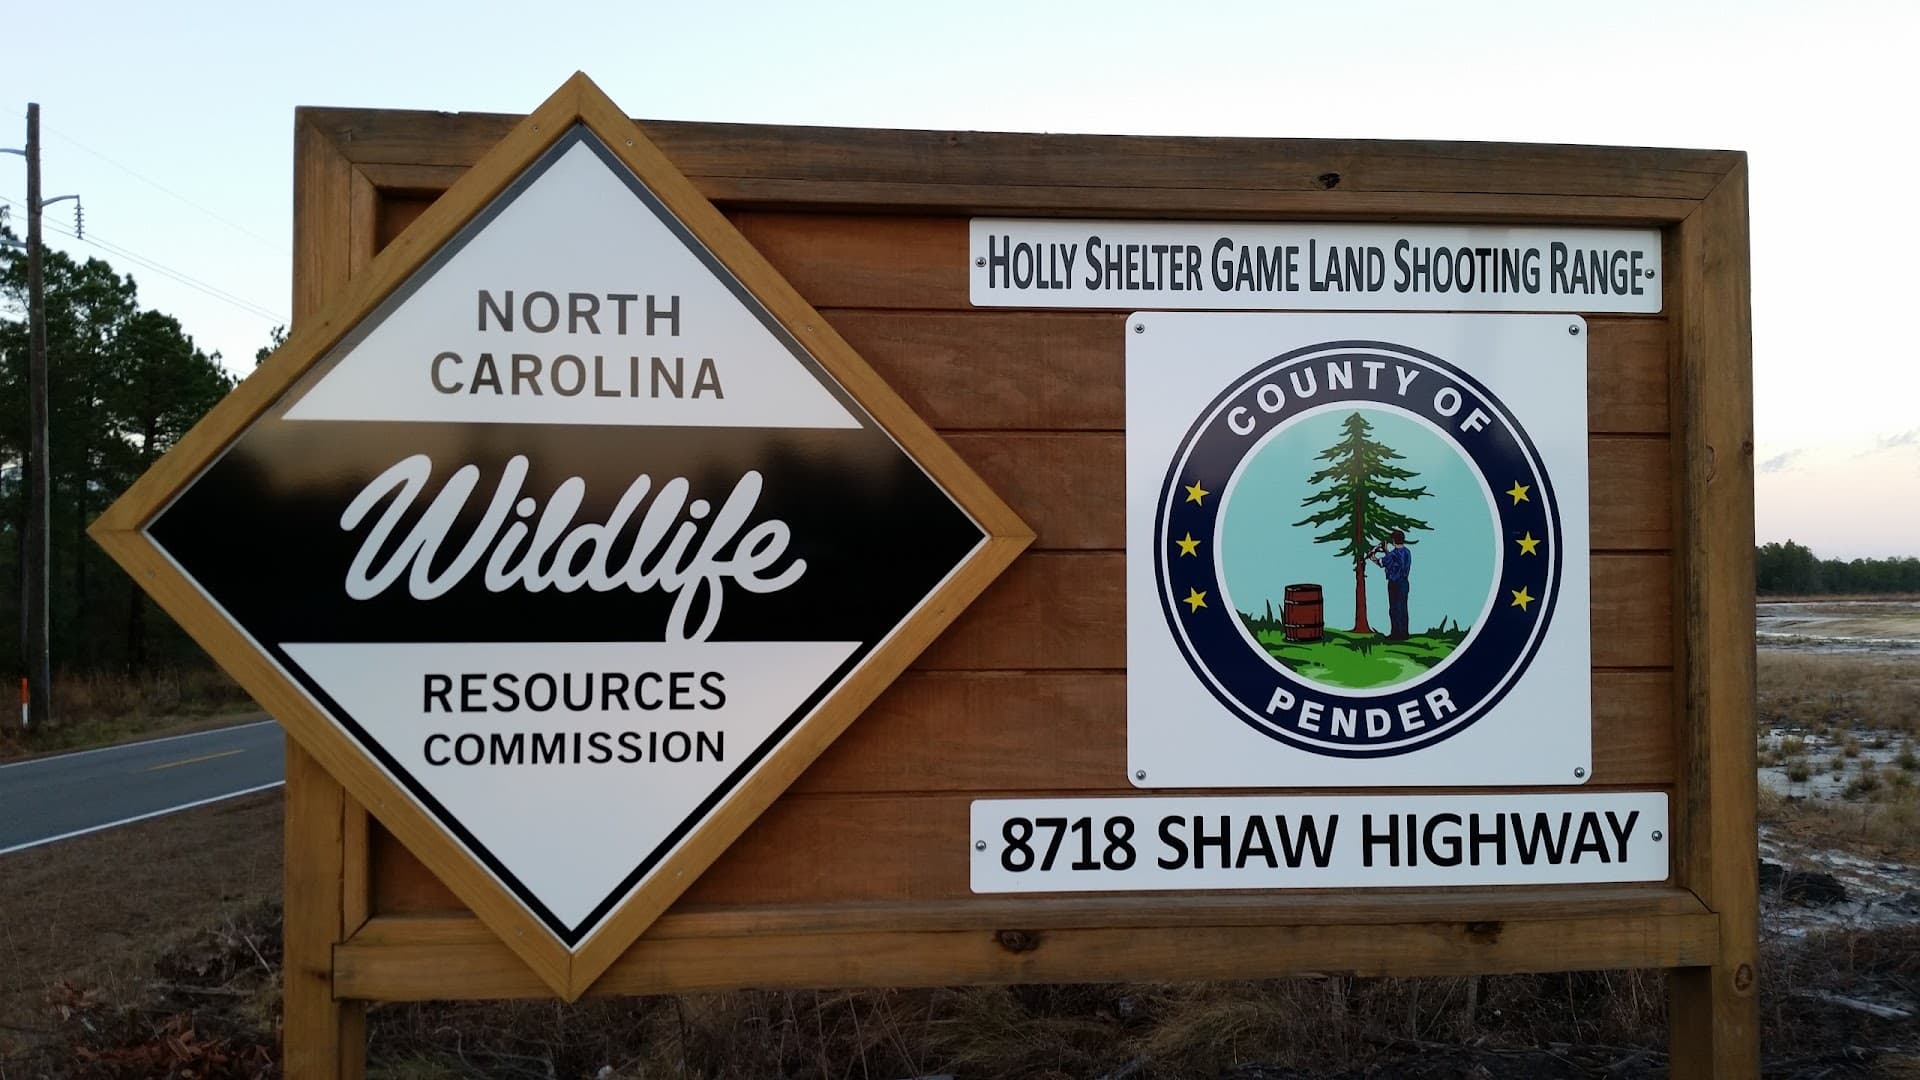 NORTH
CAROLINA
Wildlife
RESOURCES
COMMISSION
HOLLY SHELTER GAME LAND SHOOTING RANGE
COUNTY OF
PENDER
8718 SHAW HIGHWAY